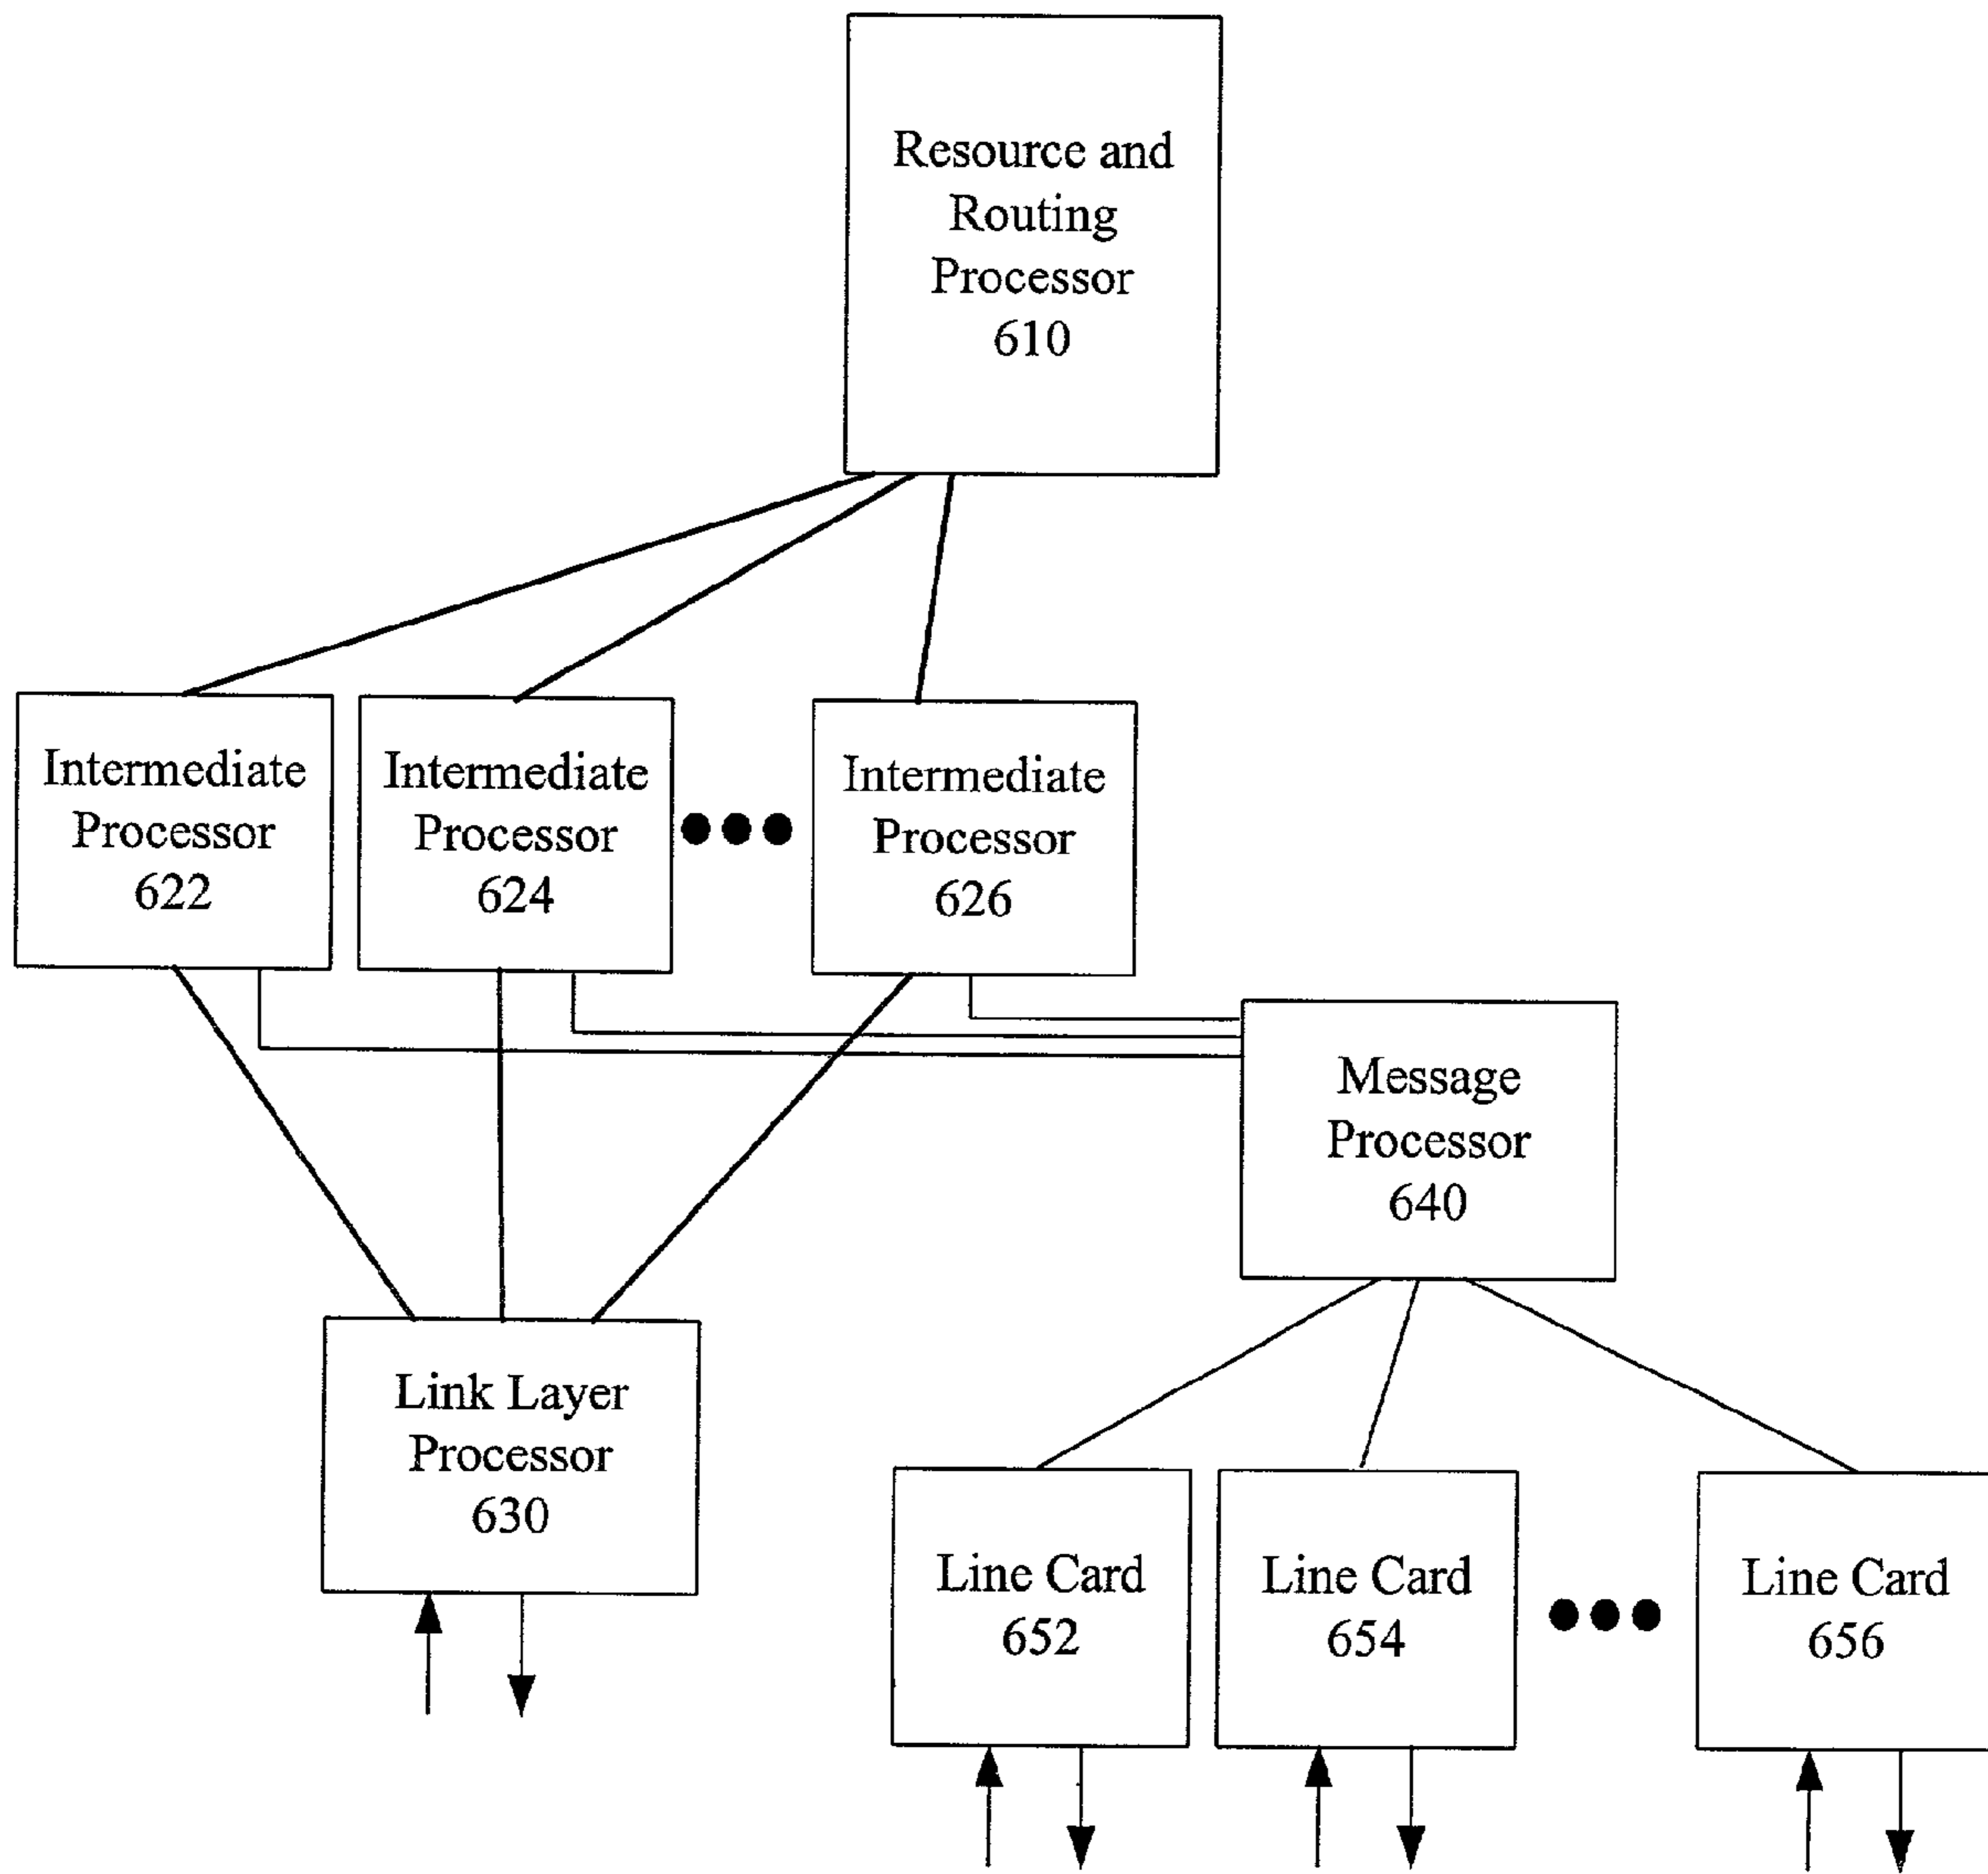 Resource and
Routing
Processor
610
Intermediate
Processor
622
Intermediate
Processor
624
Intermediate
Processor
626
Message
Processor
640
Link Layer
Processor
630
Line Card
652
Line Card
654
Line Card
656